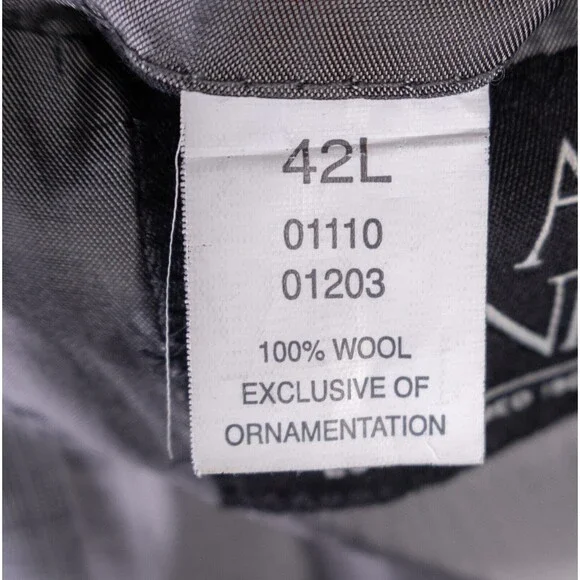 42L
01110
01203
100% WOOL
EXCLUSIVE OF
ORNAMENTATION